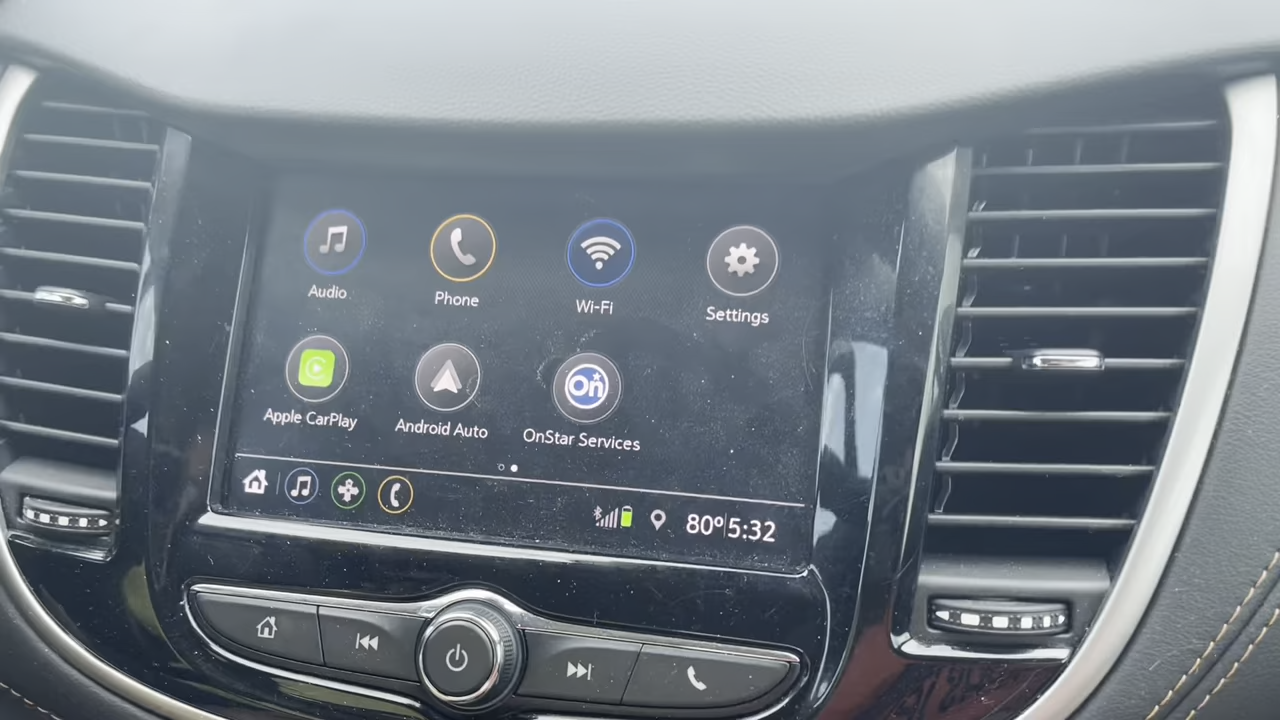 Audio
Phone
Wi-Fi
Settings
Apple CarPlay
Android Auto
On
OnStar Services
80° 5:32